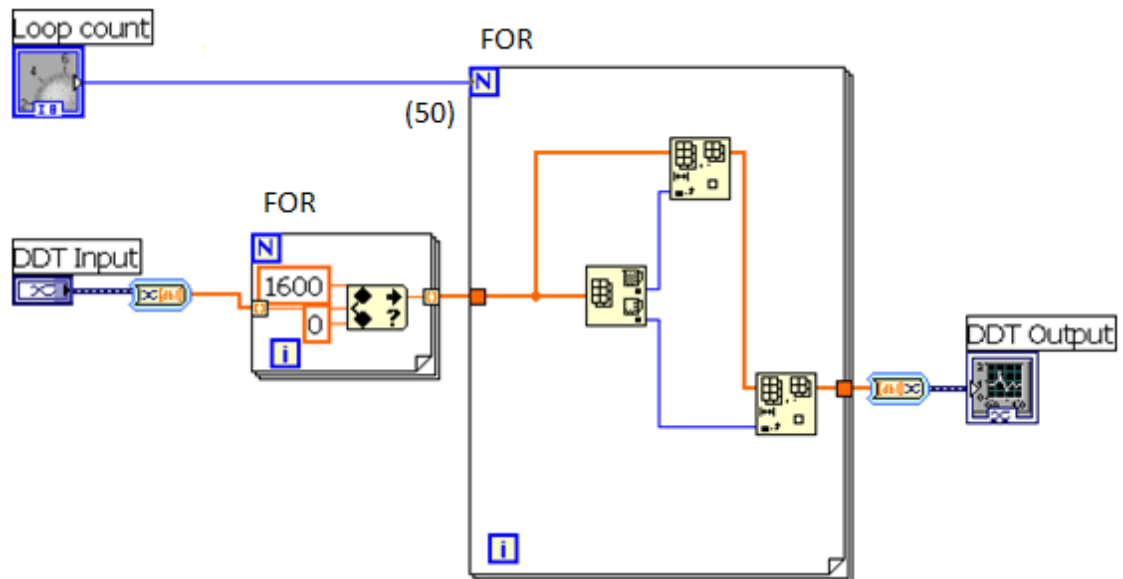 Loop count
FOR
N
(50)
FOR
DDT Input
N
1600
0
?
i
DDT Output
i